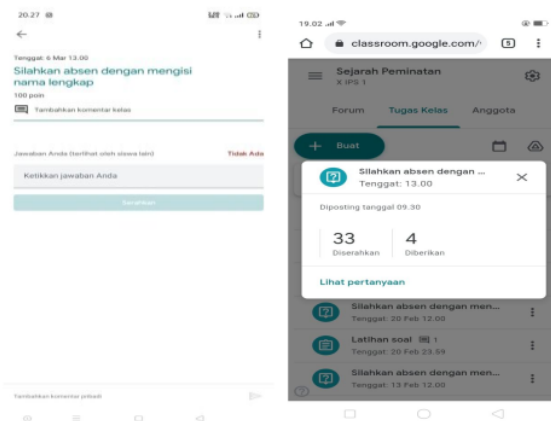 20.27
Tenggat: 6 Mar 13.00
Silahkan absen dengan mengisi
nama lengkap
100 poin
Tambahkan komentar kelas
Jawaban Anda (terlihat oleh siswa lain) Tidak Ada
Ketikkan jawaban Anda
Serahkan
Tambahkan komentar pribadi
19.02
classroom.google.com/ 5
Sejarah Peminatan
X IPS 1
Forum Tugas Kelas Anggota
+ Buat
Silahkan absen dengan ...
Tenggat: 13.00
Diposting tanggal 09.30
33 4
Diserahkan Diberikan
Lihat pertanyaan
Silahkan absen dengan men...
Tenggat: 20 Feb 12.00
Latihan soal 1
Tenggat: 20 Feb 23.59
Silahkan absen dengan men...
Tenggat: 13 Feb 12.00